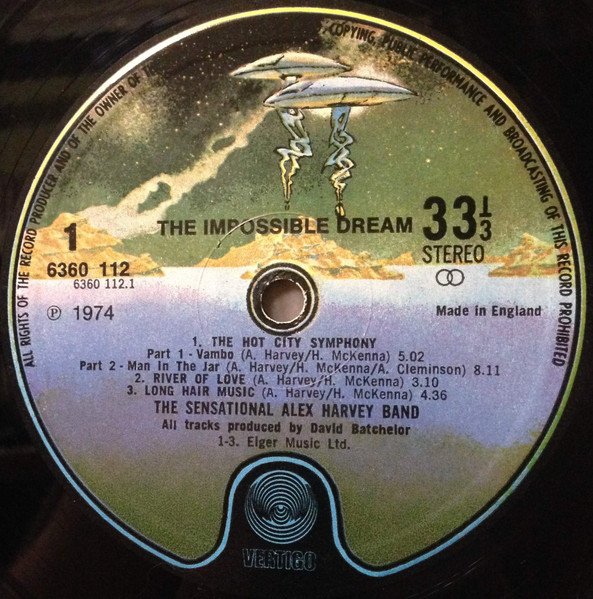 ALL RIGHTS OF THE RECORD PRODUCER AND OF THE OWNER OF
COPYING, PUBLIC PERFORMANCE AND BROADCASTING OF THIS RECORD PROHIBITED
THE IMPOSSIBLE DREAM
33 1/3
STEREO
1
6360 112
6360 112.1
℗ 1974
Made in England
1. THE HOT CITY SYMPHONY
Part 1 - Vambo (A. Harvey/H. McKenna) 5.02
Part 2 - Man In The Jar (A. Harvey/H. McKenna/A. Cleminson) 8.11
2. RIVER OF LOVE (A. Harvey/H. McKenna) 3.10
3. LONG HAIR MUSIC (A. Harvey/H. McKenna) 4.36
THE SENSATIONAL ALEX HARVEY BAND
All tracks produced by David Batchelor
1-3. Elger Music Ltd.
VERTIGO